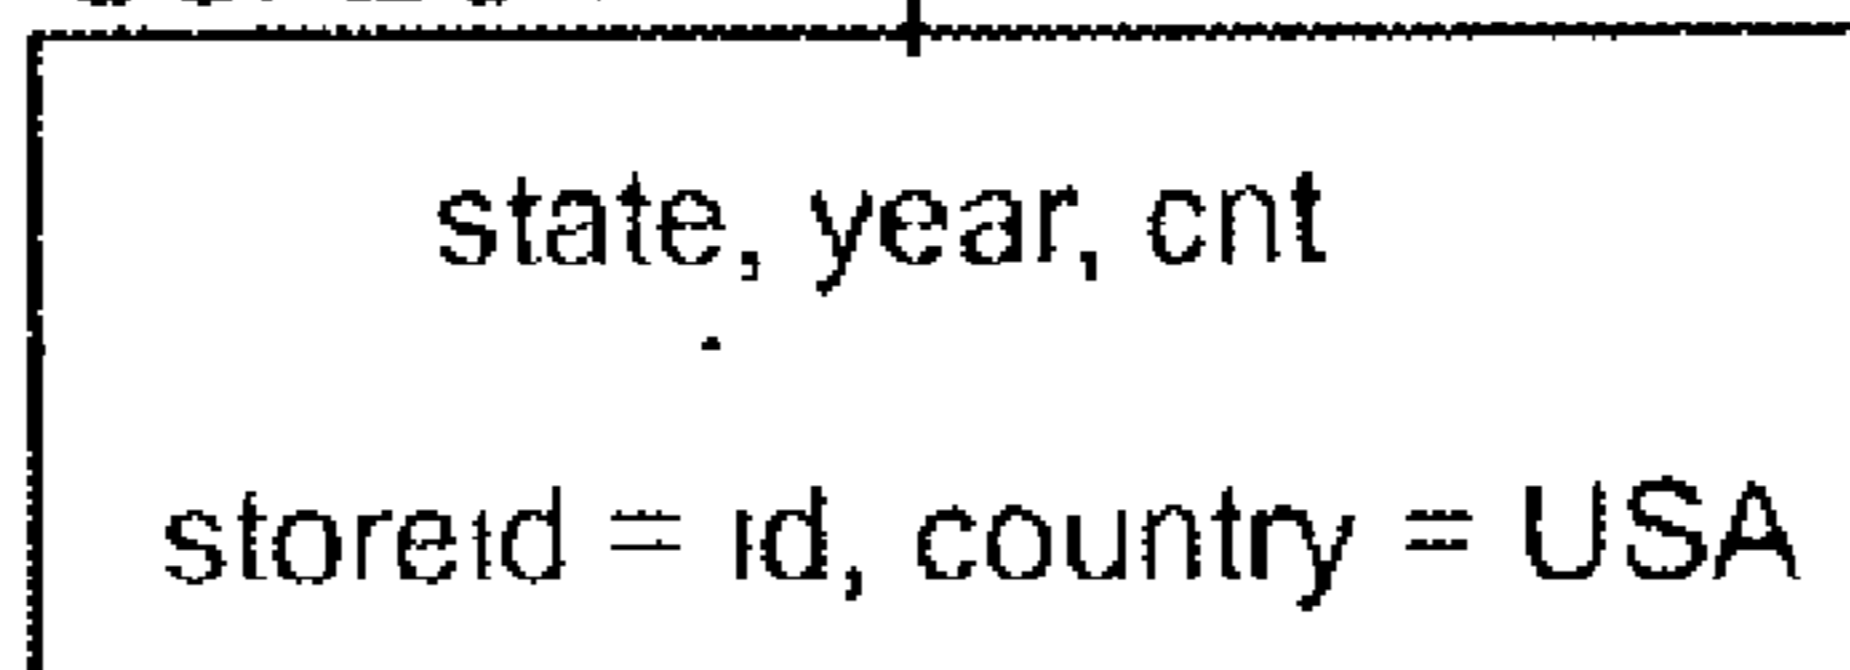 state, year, cnt
storeid = id, country = USA